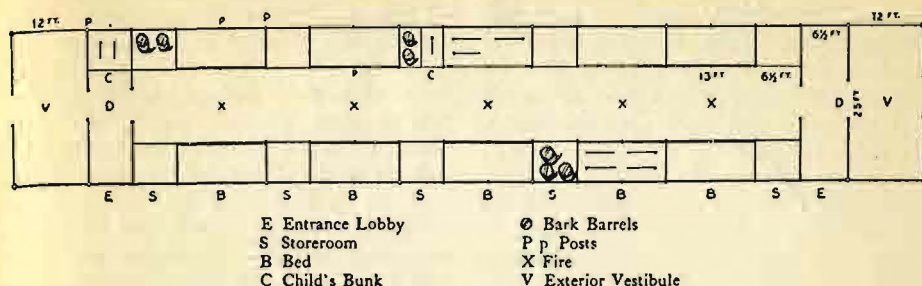 12 FT. P P P 12 FT.
6½ FT
C P C 13 FT 6½ FT.
V D X X X X X D 25 FT V
E S B S B S B S B B S E
E Entrance Lobby
S Storeroom
B Bed
C Child's Bunk
Bark Barrels
P p Posts
X Fire
V Exterior Vestibule